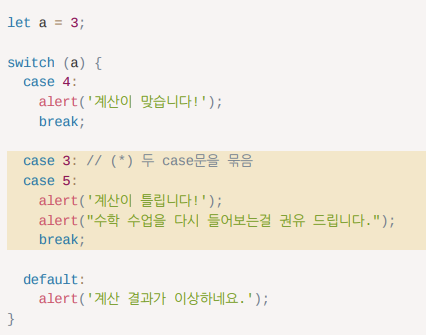 let a = 3;
switch (a) {
case 4:
alert('계산이 맞습니다!');
break;
case 3: // (*) 두 case문을 묶음
case 5:
alert('계산이 틀립니다!');
alert("수학 수업을 다시 들어보는걸 권유 드립니다.");
break;
default:
alert('계산 결과가 이상하네요.');
}